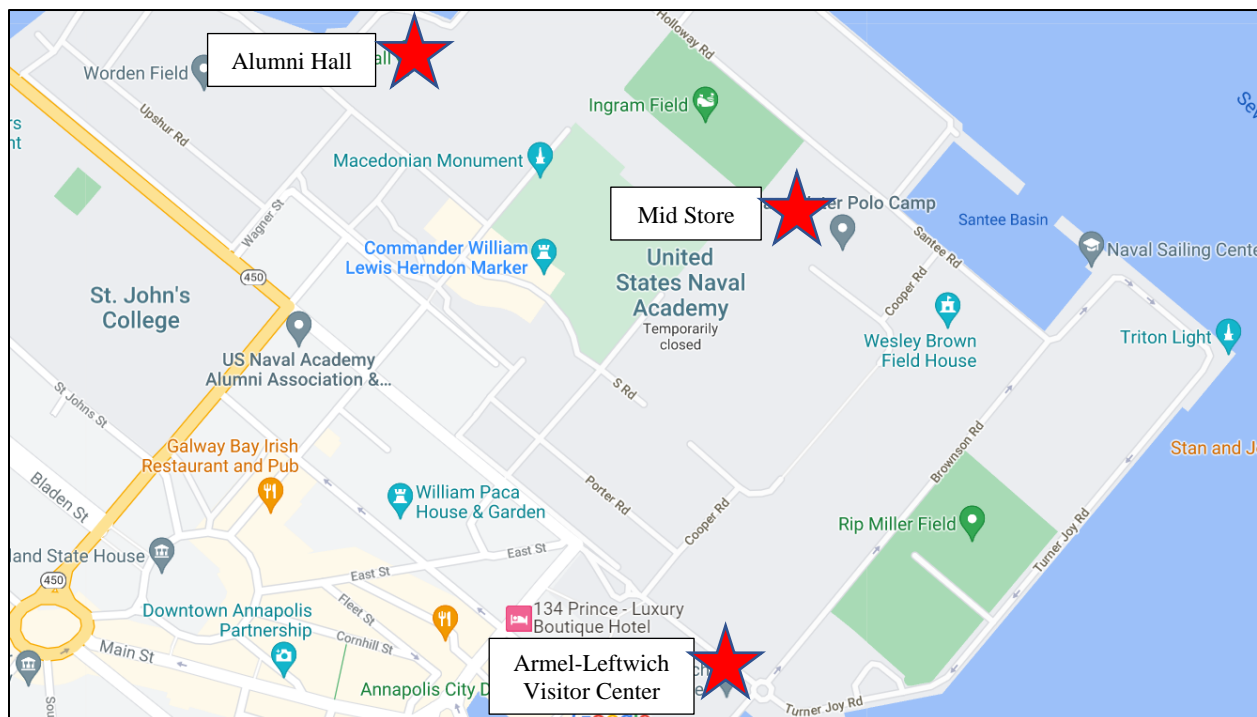 Alumni Hall
all
Worden Field
Holloway Rd
Upshur Rd
Ingram Field
Macedonian Monument
Mid Store
Polo Camp
Santee Basin
Naval Sailing Center
Wagner St
Commander William
Lewis Herndon Marker
United
States Naval
Academy
Temporarily
closed
Santee Rd
Cooper Rd
450
St. John's
College
Wesley Brown
Field House
Triton Light
US Naval Academy
Alumni Association &...
S Rd
St Johns St
Galway Bay Irish
Restaurant and Pub
Brownson Rd
Stan and
Bladen St
William Paca
House & Garden
Porter Rd
Cooper Rd
Rip Miller Field
Turner Joy Rd
State House
East St
East St
450
Fleet St
Downtown Annapolis
Partnership
Cornhill St
134 Prince - Luxury
Boutique Hotel
Main St
Armel-Leftwich
Visitor Center
Annapolis City
Turner Joy Rd